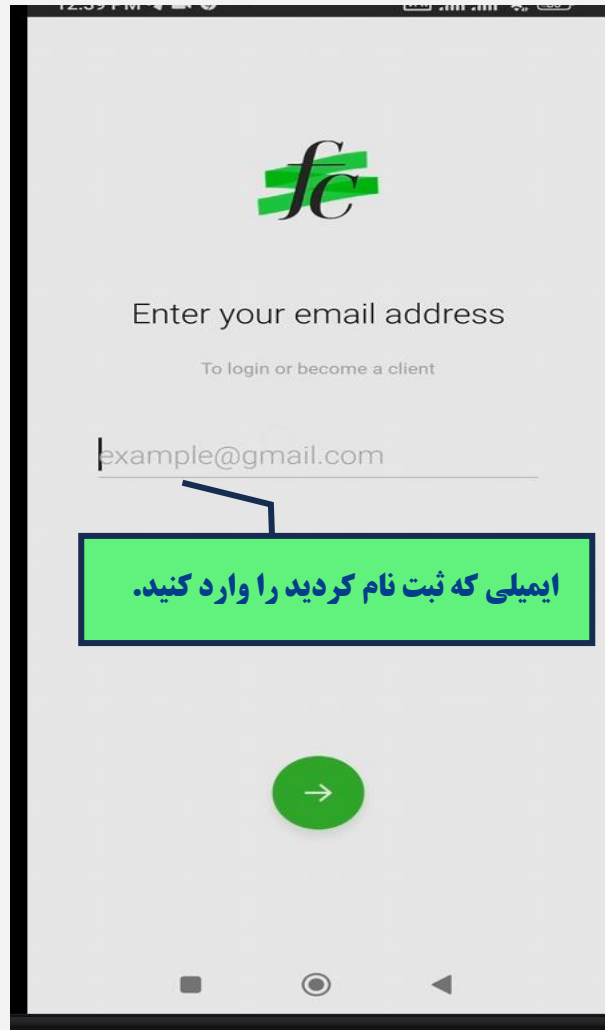 fc
Enter your email address
To login or become a client
example@gmail.com
ایمیلی که ثبت نام کردید را وارد کنید.